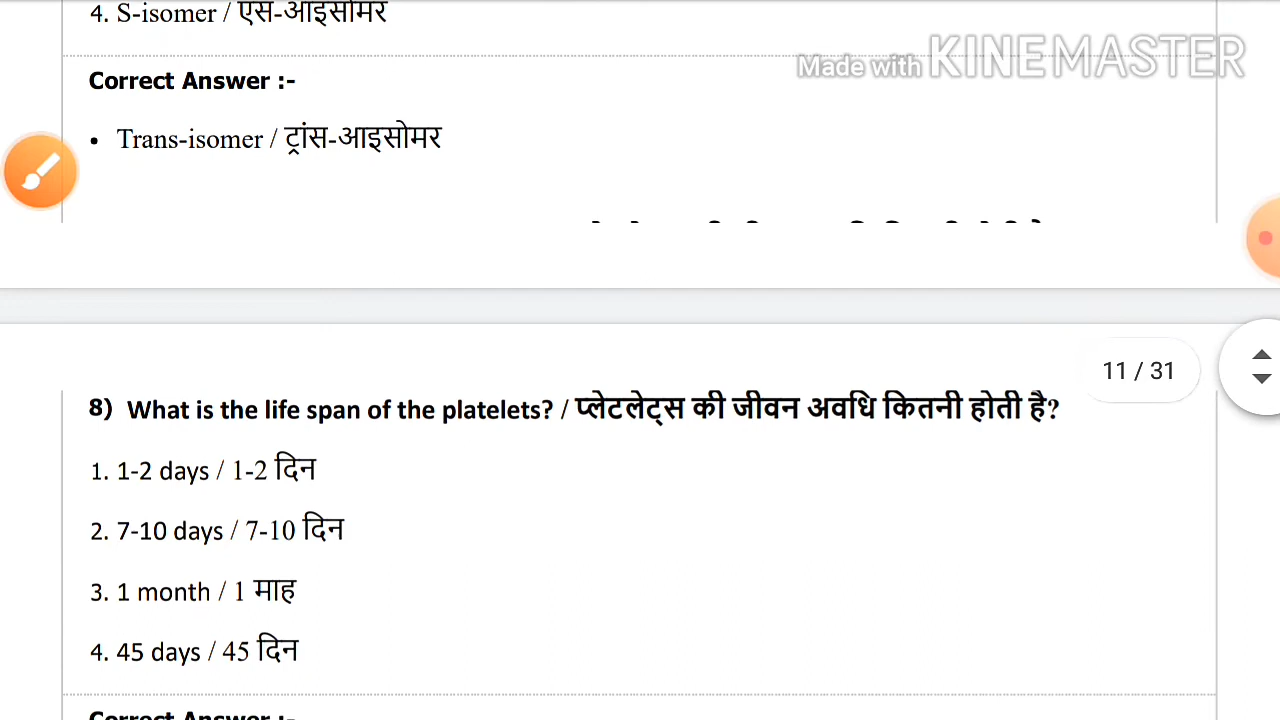 4. S-isomer / एस-आइसोमर
Made with KINEMASTER
Correct Answer :-
• Trans-isomer / ट्रांस-आइसोमर
11 / 31
8) What is the life span of the platelets? / प्लेटलेट्स की जीवन अवधि कितनी होती है?
1. 1-2 days / 1-2 दिन
2. 7-10 days / 7-10 दिन
3. 1 month / 1 माह
4. 45 days / 45 दिन
Correct Answer :-